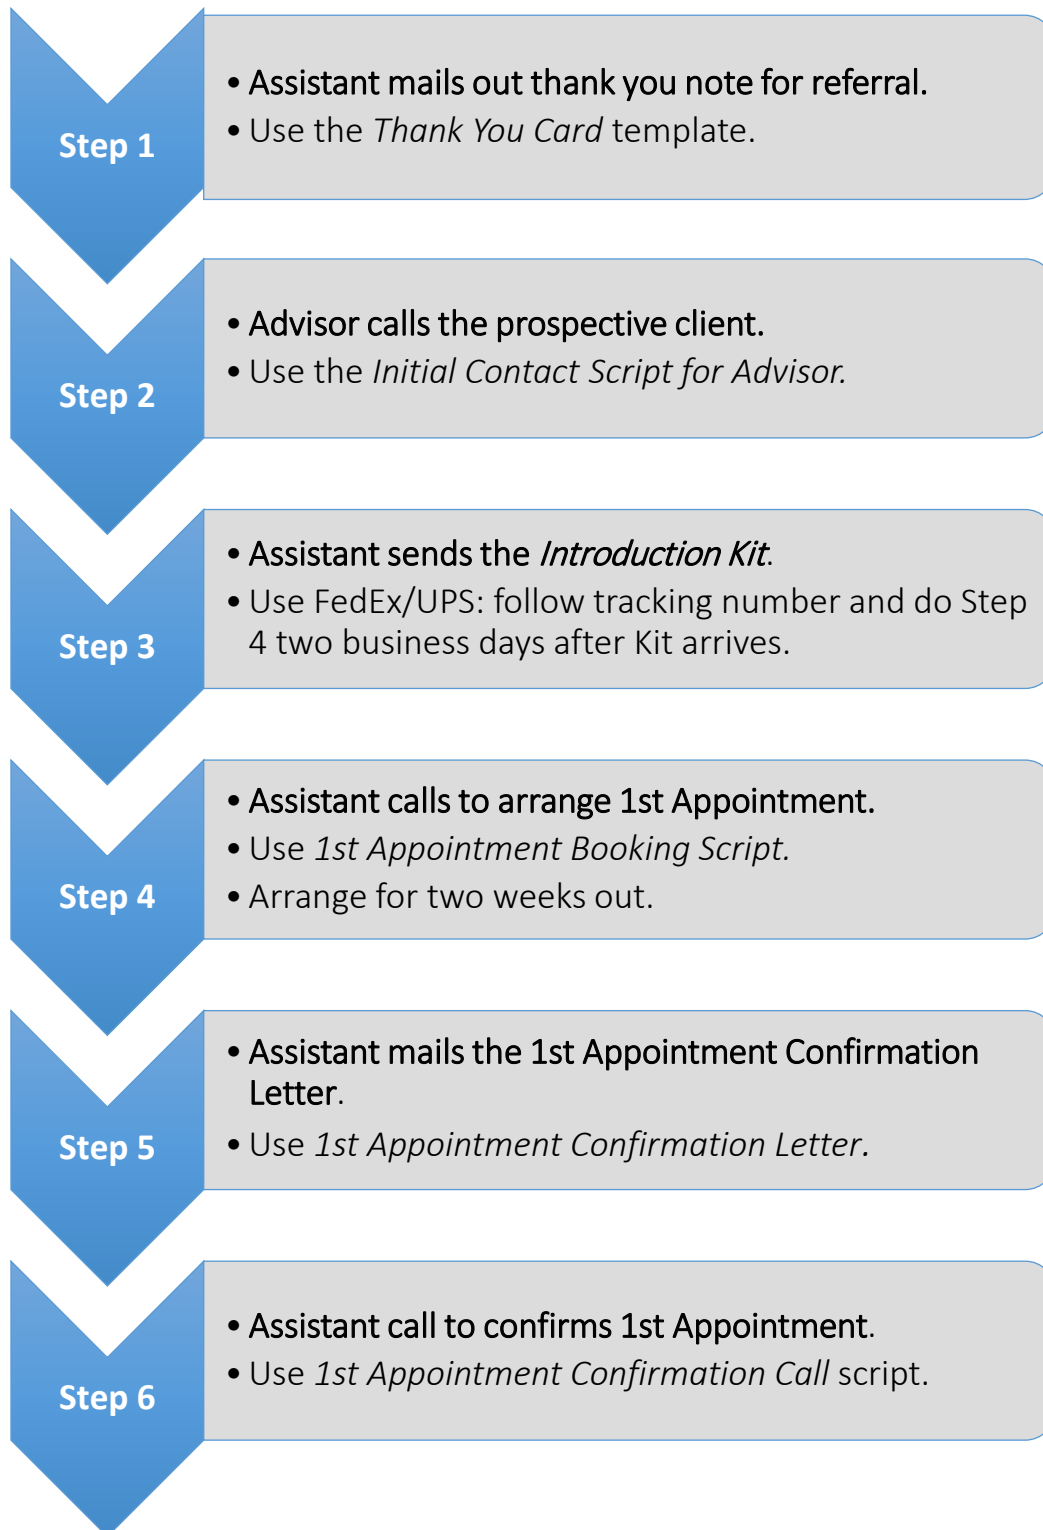 Step 1
• Assistant mails out thank you note for referral.
• Use the Thank You Card template.
Step 2
• Advisor calls the prospective client.
• Use the Initial Contact Script for Advisor.
Step 3
• Assistant sends the Introduction Kit.
• Use FedEx/UPS: follow tracking number and do Step
4 two business days after Kit arrives.
Step 4
• Assistant calls to arrange 1st Appointment.
• Use 1st Appointment Booking Script.
• Arrange for two weeks out.
Step 5
• Assistant mails the 1st Appointment Confirmation
Letter.
• Use 1st Appointment Confirmation Letter.
Step 6
• Assistant call to confirms 1st Appointment.
• Use 1st Appointment Confirmation Call script.